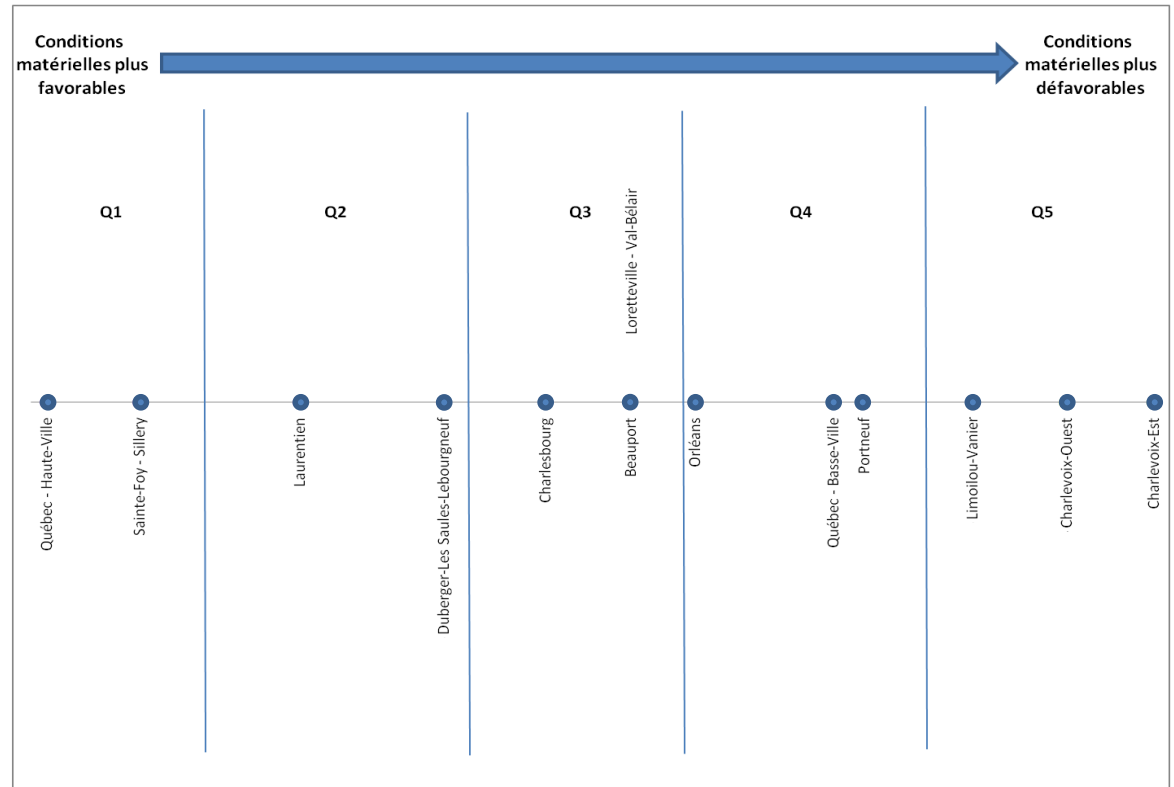 Conditions
matérielles plus
favorables
Conditions
matérielles plus
défavorables
Q1
Q2
Q3
Q4
Q5
Loretteville - Val-Bélair
Québec - Haute-Ville
Sainte-Foy - Sillery
Laurentien
Duberger-Les Saules-Lebourgneuf
Charlesbourg
Beauport
Orléans
Québec - Basse-Ville
Portneuf
Limoilou-Vanier
Charlevoix-Ouest
Charlevoix-Est